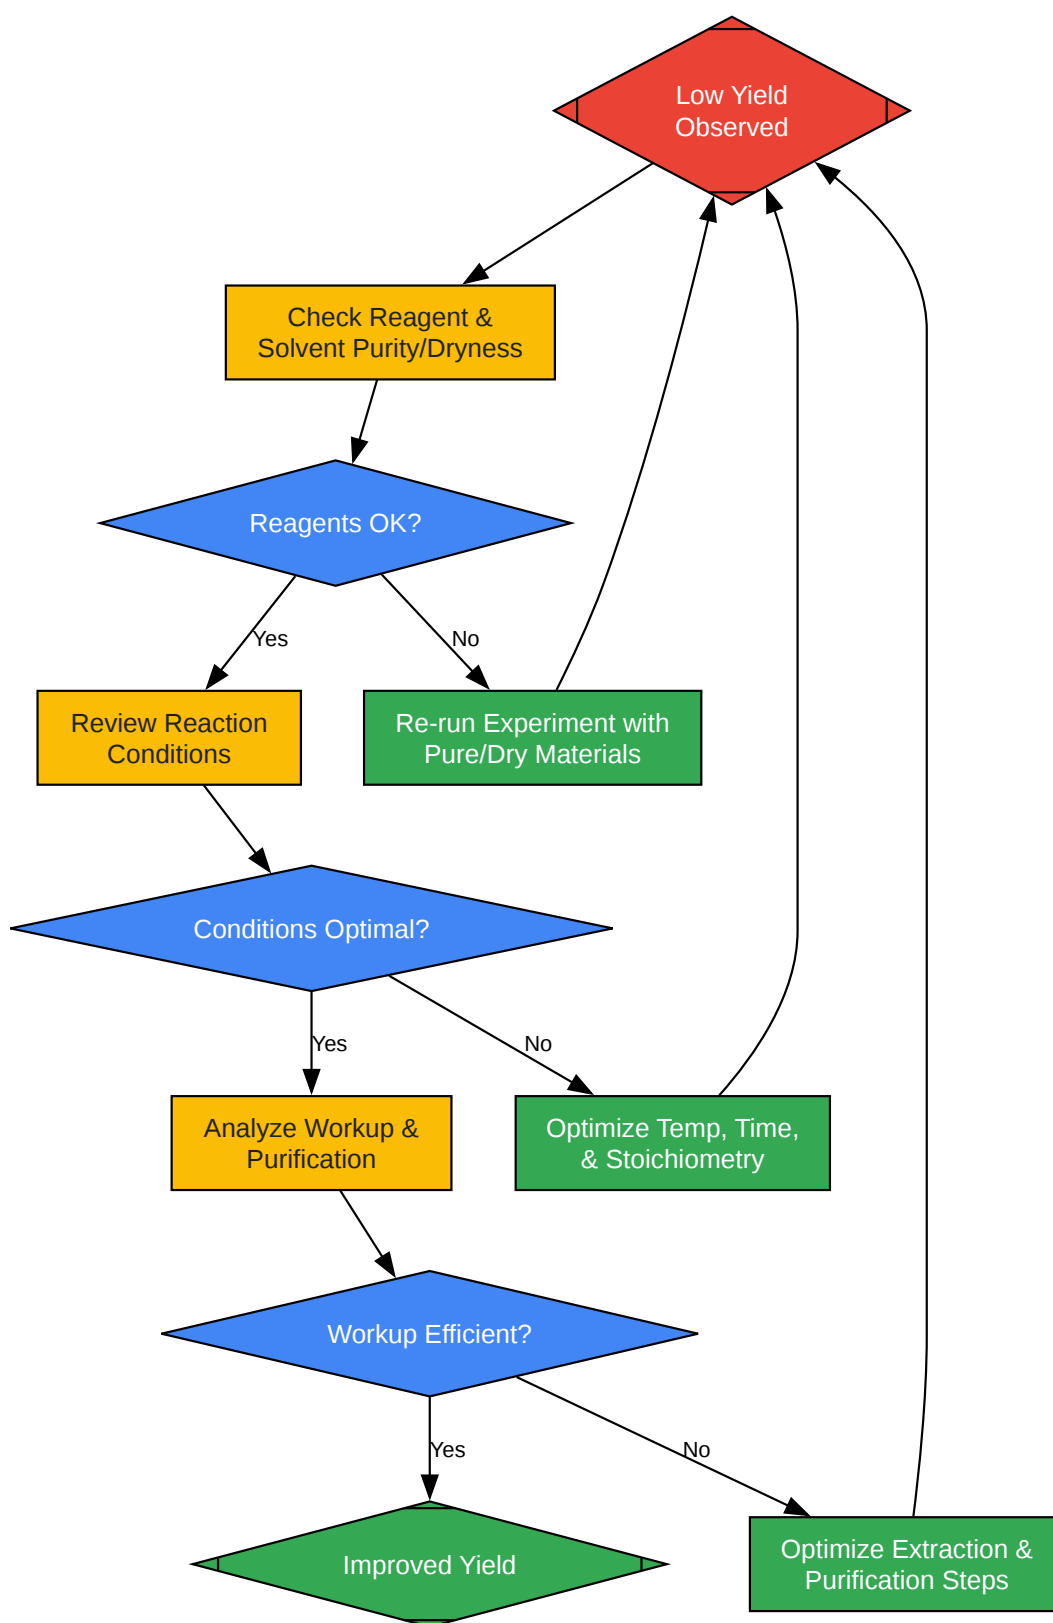 Low Yield
Observed
Check Reagent &
Solvent Purity/Dryness
Reagents OK?
Yes
No
Review Reaction
Conditions
Re-run Experiment with
Pure/Dry Materials
Conditions Optimal?
Yes
No
Analyze Workup &
Purification
Optimize Temp, Time,
& Stoichiometry
Workup Efficient?
Yes
No
Improved Yield
Optimize Extraction &
Purification Steps